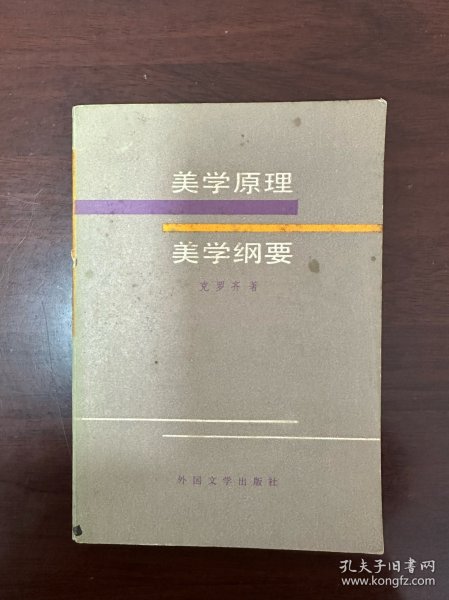 美学原理
美学纲要
克罗齐著
外国文学出版社
孔夫子旧书网
www.kongfz.com